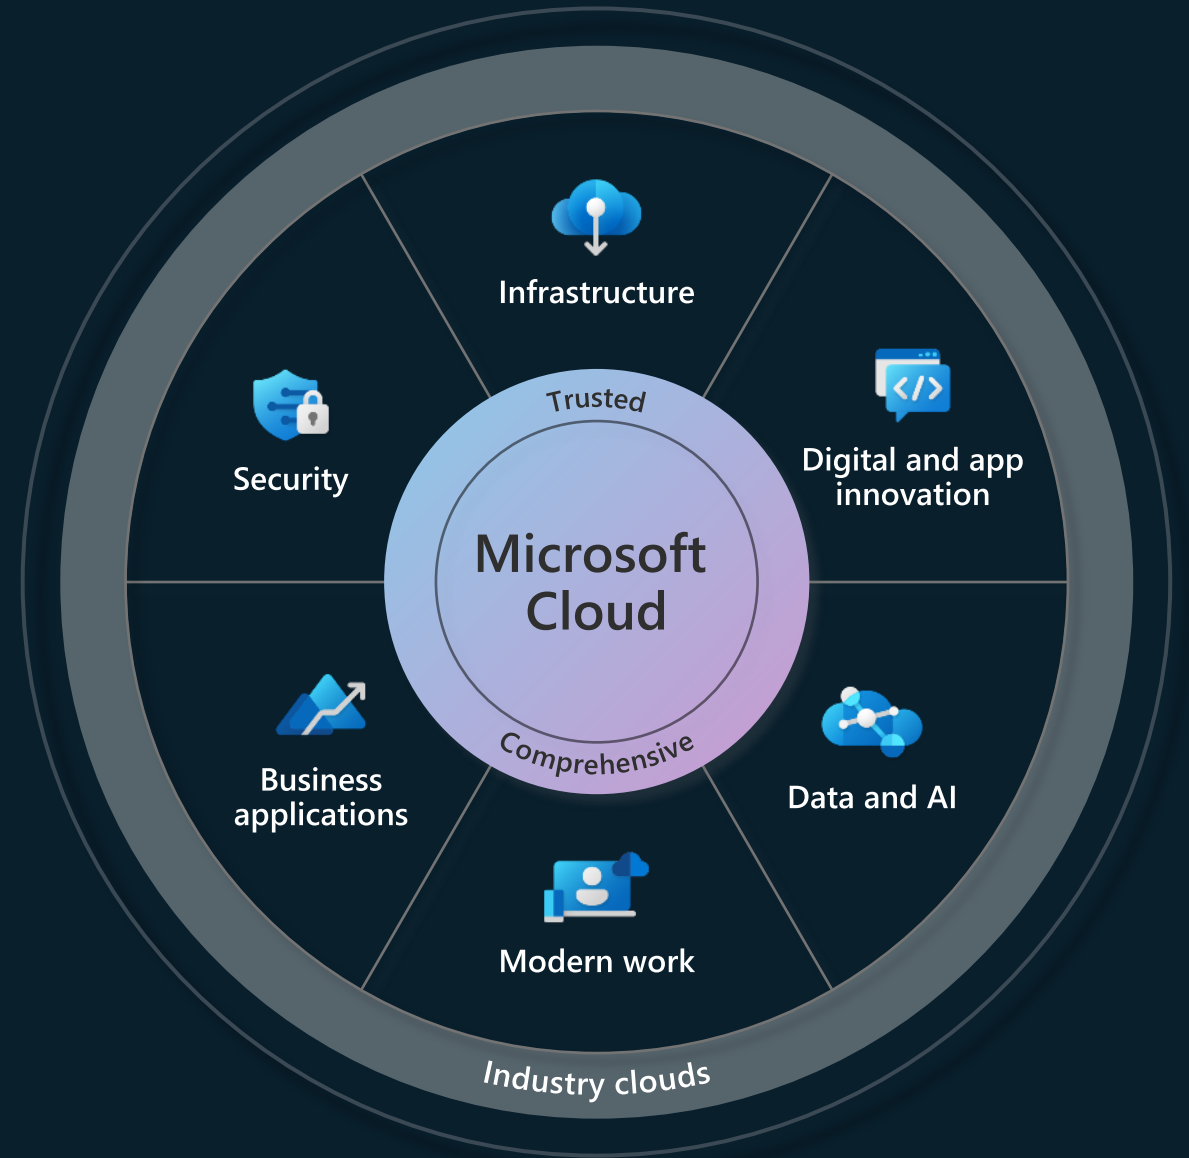 Infrastructure
Digital and app
innovation
Security
Trusted
Microsoft
Cloud
Comprehensive
Business
applications
Data and AI
Modern work
Industry clouds